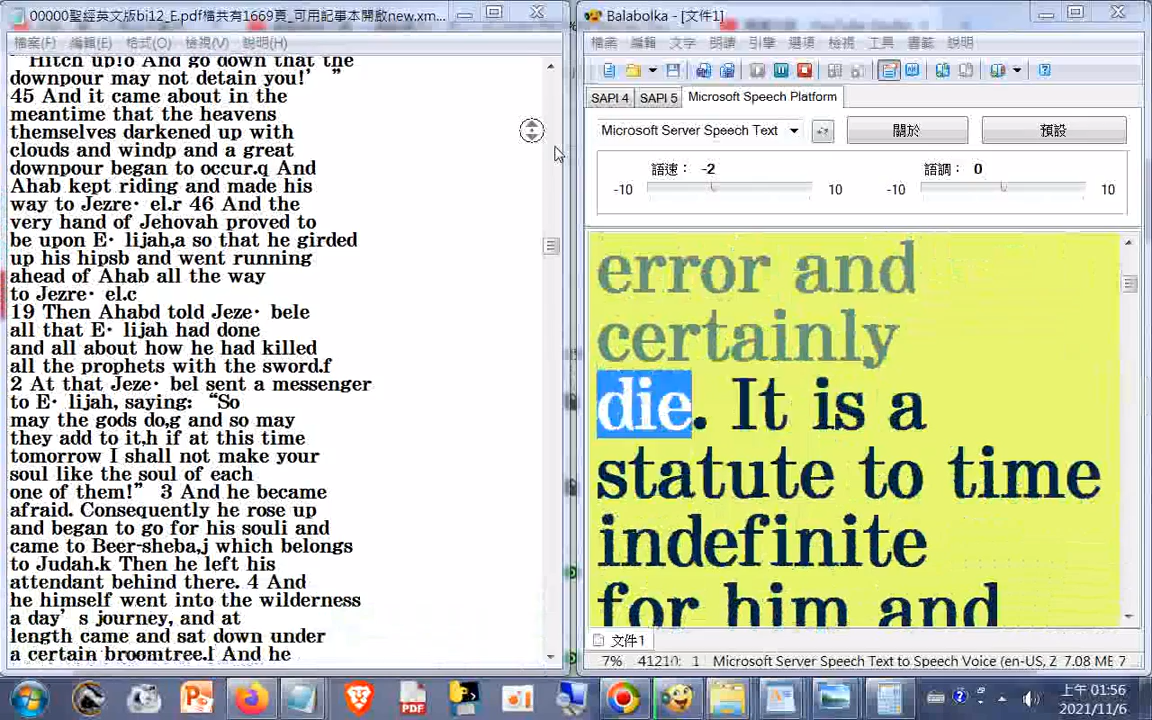 00000聖經英文版bi12_E.pdf檔共有1669頁_可用記事本開啟new.xm...
檔案(F) 編輯(E) 格式(O) 檢視(V) 說明(H)
"Hitch up!o And go down that the
downpour may not detain you!' ”
45 And it came about in the
meantime that the heavens
themselves darkened up with
clouds and windp and a great
downpour began to occur.q And
Ahab kept riding and made his
way to Jezre· el.r 46 And the
very hand of Jehovah proved to
be upon E· lijah,a so that he girded
up his hipsb and went running
ahead of Ahab all the way
to Jezre· el.c
19 Then Ahabd told Jeze· bele
all that E· lijah had done
and all about how he had killed
all the prophets with the sword.f
2 At that Jeze· bel sent a messenger
to E· lijah, saying: “So
may the gods do,g and so may
they add to it,h if at this time
tomorrow I shall not make your
soul like the soul of each
one of them!” 3 And he became
afraid. Consequently he rose up
and began to go for his souli and
came to Beer-sheba,j which belongs
to Judah.k Then he left his
attendant behind there. 4 And
he himself went into the wilderness
a day's journey, and at
length came and sat down under
a certain broomtree.l And he
Balabolka - [文件1]
檔案 編輯 文字 朗讀 引擎 選項 檢視 工具 書籤 說明
SAPI 4 SAPI 5 Microsoft Speech Platform
Microsoft Server Speech Text 關於 預設
語速： -2 語調： 0
-10 10 -10 10
error and
certainly
die. It is a
statute to time
indefinite
for him and
文件1
7% 41210: 1 Microsoft Server Speech Text to Speech Voice (en-US, Z 7.08 MB 7
上午 01:56
2021/11/6